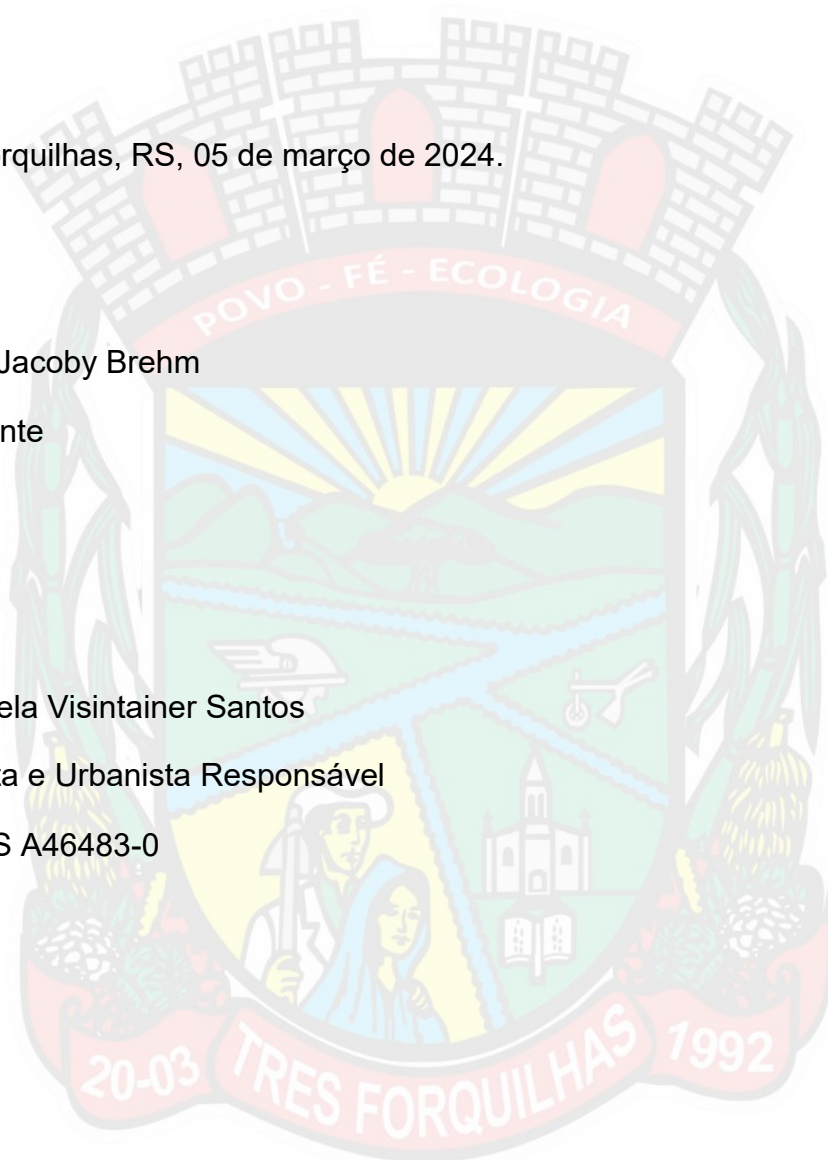 rquilhas, RS, 05 de março de 2024.
POVO - FÉ - ECOLOGIA
Jacoby Brehm
nte
ela Visintainer Santos
ta e Urbanista Responsável
S A46483-0
20-03 TRES FORQUILHAS 1992